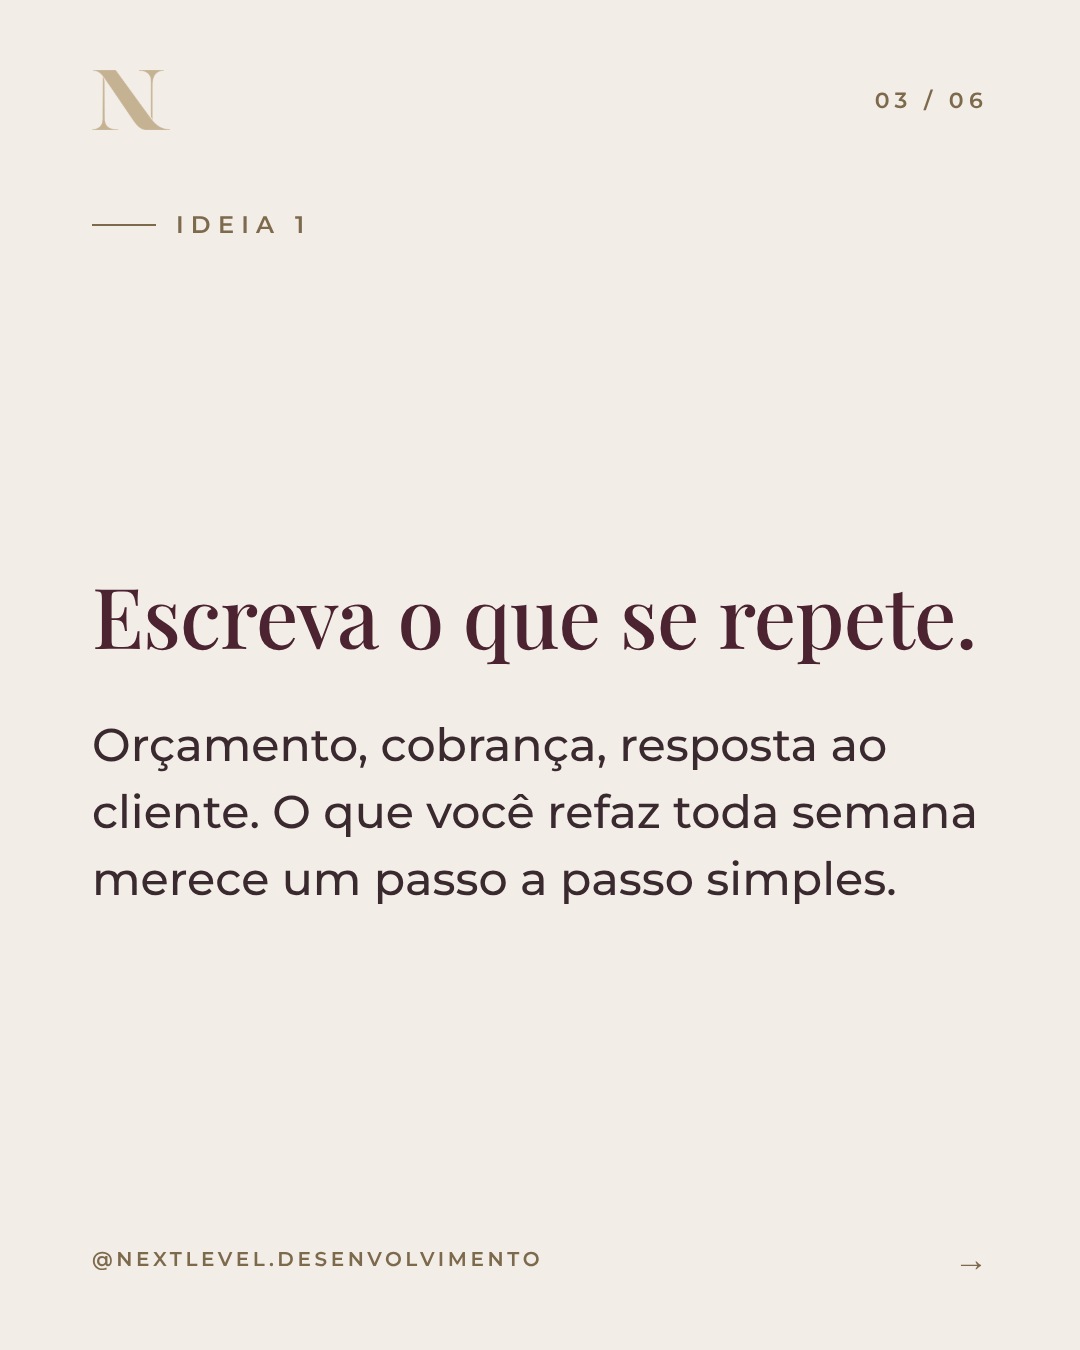 N
03 / 06
IDEIA 1
Escreva o que se repete.
Orçamento, cobrança, resposta ao
cliente. O que você refaz toda semana
merece um passo a passo simples.
@NEXTLEVEL.DESENVOLVIMENTO
→